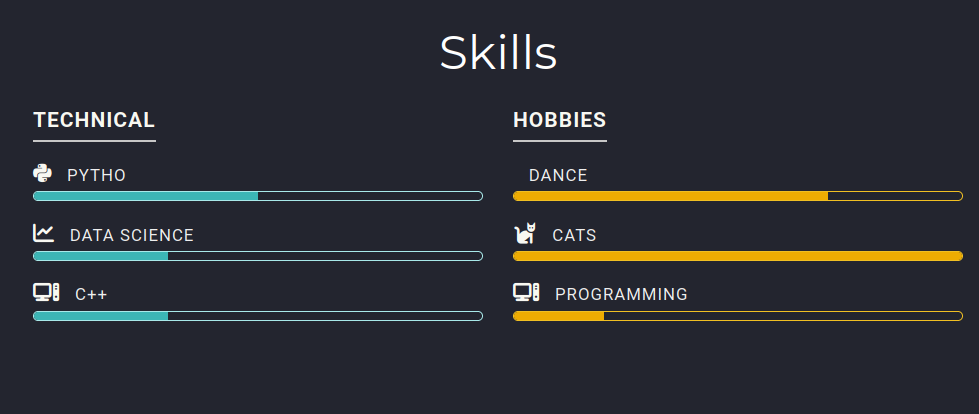 Skills
TECHNICAL
PYTHO
DATA SCIENCE
C++
HOBBIES
DANCE
CATS
PROGRAMMING